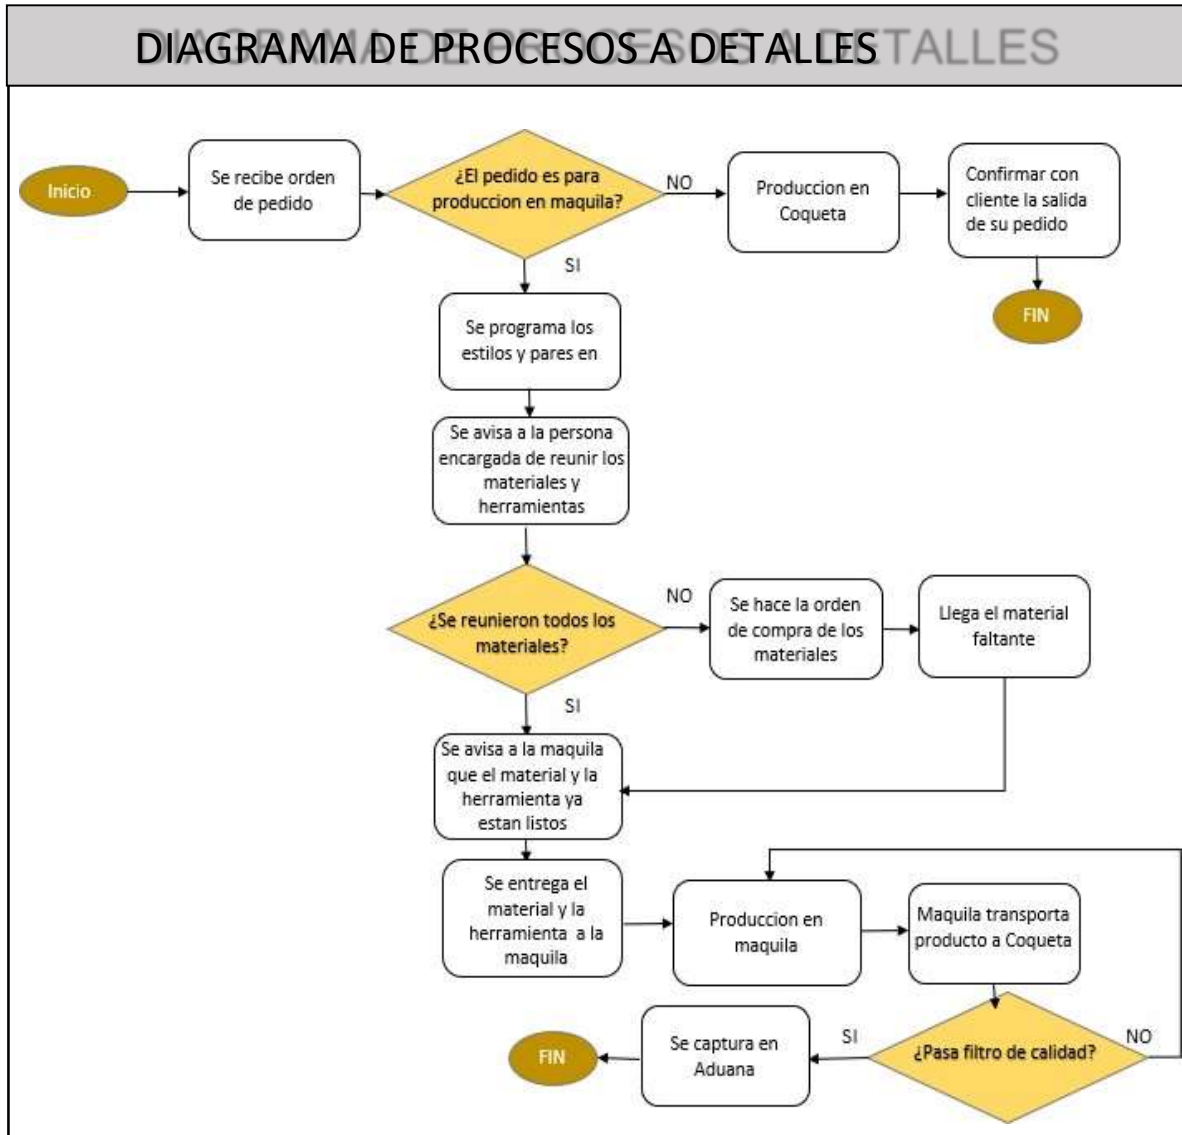 DIAGRAMA DE PROCESOS A DETALLES
Inicio
Se recibe orden
de pedido
¿El pedido es para
produccion en maquila?
NO
Produccion en
Coqueta
Confirmar con
cliente la salida
de su pedido
FIN
SI
Se programa los
estilos y pares en
Se avisa a la persona
encargada de reunir los
materiales y
herramientas
¿Se reunieron todos los
materiales?
NO
Se hace la orden
de compra de los
materiales
Llega el material
faltante
SI
Se avisa a la maquila
que el material y la
herramienta ya
estan listos
Se entrega el
material y la
herramienta a la
maquila
Produccion en
maquila
Maquila transporta
producto a Coqueta
¿Pasa filtro de calidad?
NO
SI
Se captura en
Aduana
FIN